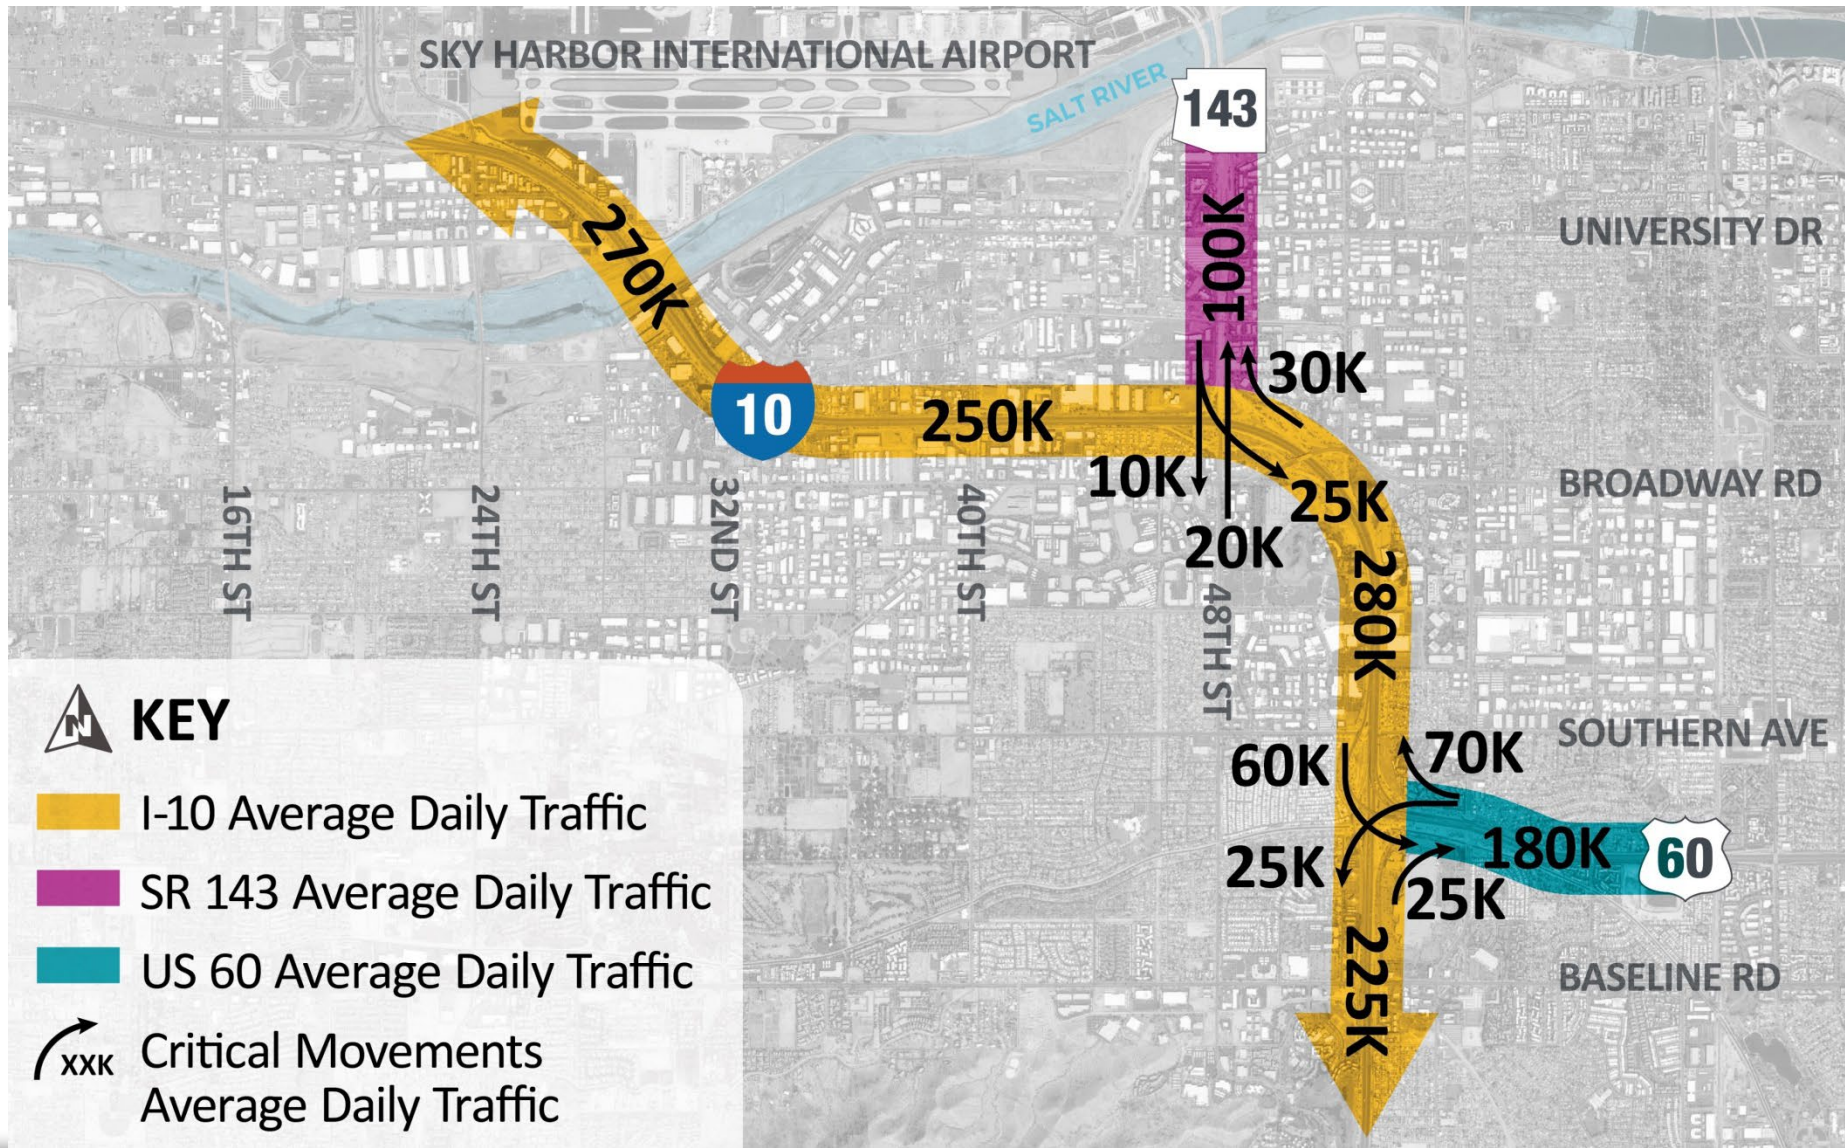 SKY HARBOR INTERNATIONAL AIRPORT
SALT RIVER
143
100K
UNIVERSITY DR
270K
30K
10
250K
10K
25K
20K
BROADWAY RD
16TH ST
24TH ST
32ND ST
40TH ST
48TH ST
280K
SOUTHERN AVE
60K
70K
180K
60
25K
25K
225K
BASELINE RD
N
KEY
I-10 Average Daily Traffic
SR 143 Average Daily Traffic
US 60 Average Daily Traffic
XXK
Critical Movements
Average Daily Traffic